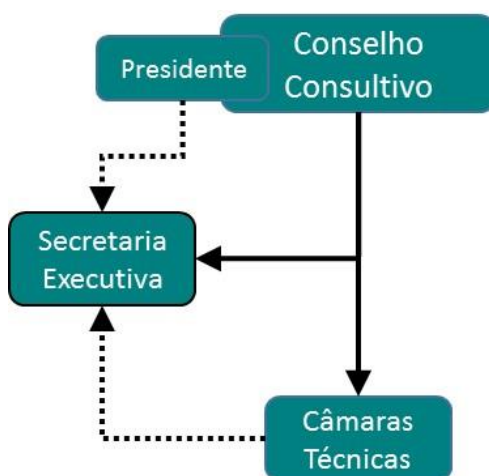 Conselho
Consultivo
Presidente
Secretaria
Executiva
Câmaras
Técnicas